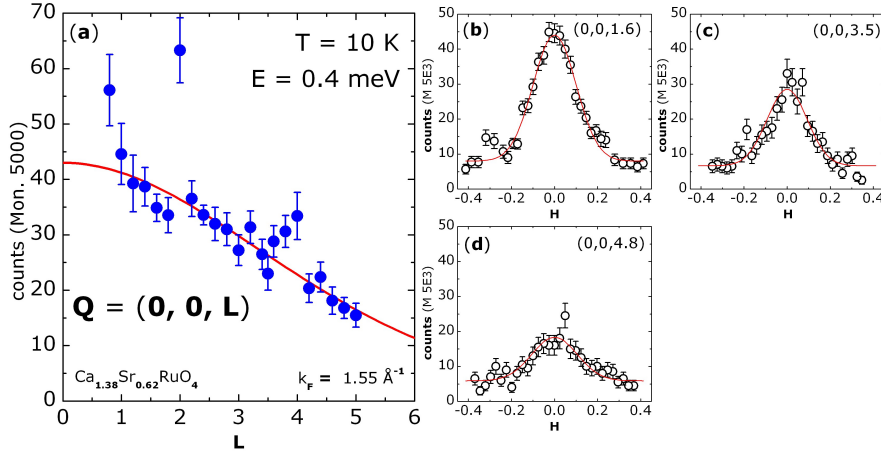 (a)
T = 10 K
E = 0.4 meV
Q = (0, 0, L)
Ca1.38Sr0.62RuO4
kF = 1.55 Å-1
counts (Mon. 5000)
70
60
50
40
30
20
10
0
0 1 2 3 4 5 6
L
(b)
(0,0,1.6)
counts (M 5E3)
50
40
30
20
10
0
-0.4 -0.2 0.0 0.2 0.4
H
(c)
(0,0,3.5)
counts (M 5E3)
50
40
30
20
10
0
-0.4 -0.2 0.0 0.2 0.4
H
(d)
(0,0,4.8)
counts (M 5E3)
50
40
30
20
10
0
-0.4 -0.2 0.0 0.2 0.4
H